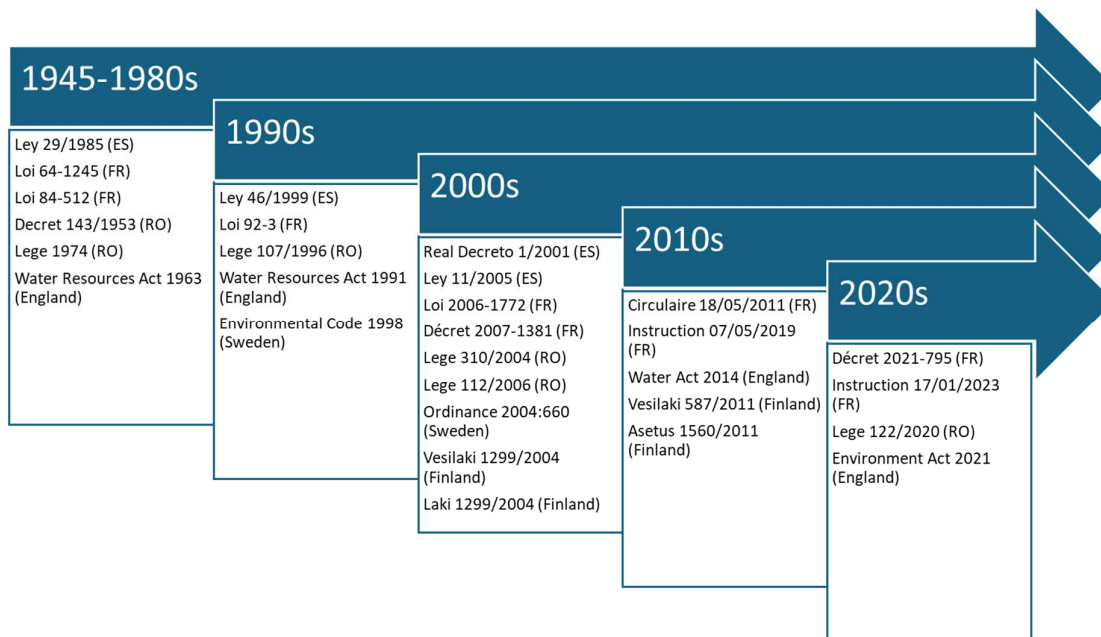 1945-1980s
Ley 29/1985 (ES)
Loi 64-1245 (FR)
Loi 84-512 (FR)
Decret 143/1953 (RO)
Lege 1974 (RO)
Water Resources Act 1963
(England)
1990s
Ley 46/1999 (ES)
Loi 92-3 (FR)
Lege 107/1996 (RO)
Water Resources Act 1991
(England)
Environmental Code 1998
(Sweden)
2000s
Real Decreto 1/2001 (ES)
Ley 11/2005 (ES)
Loi 2006-1772 (FR)
Décret 2007-1381 (FR)
Lege 310/2004 (RO)
Lege 112/2006 (RO)
Ordinance 2004:660
(Sweden)
Vesilaki 1299/2004
(Finland)
Laki 1299/2004 (Finland)
2010s
Circulaire 18/05/2011 (FR)
Instruction 07/05/2019
(FR)
Water Act 2014 (England)
Vesilaki 587/2011 (Finland)
Asetus 1560/2011
(Finland)
2020s
Décret 2021-795 (FR)
Instruction 17/01/2023
(FR)
Lege 122/2020 (RO)
Environment Act 2021
(England)